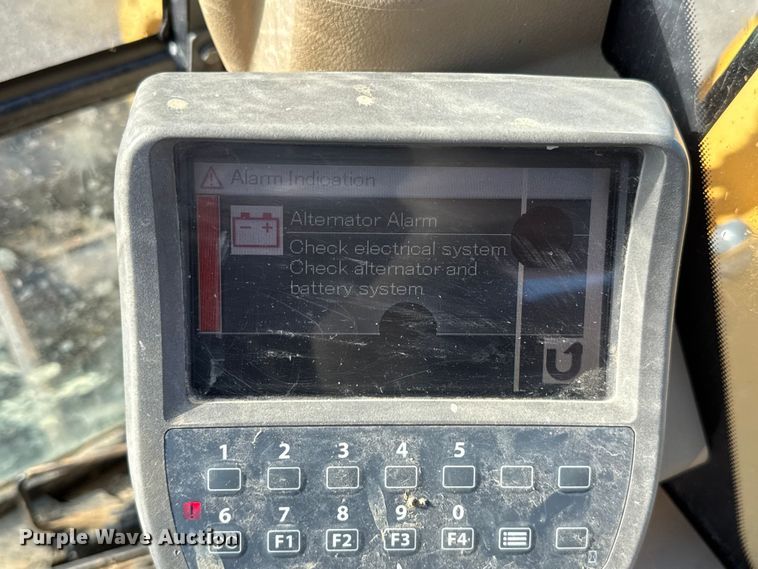 Alarm Indication
Alternator Alarm
Check electrical system
Check alternator and
battery system
1 2 3 4 5
6 7 8 9 0
F1 F2 F3 F4
Purple Wave Auction